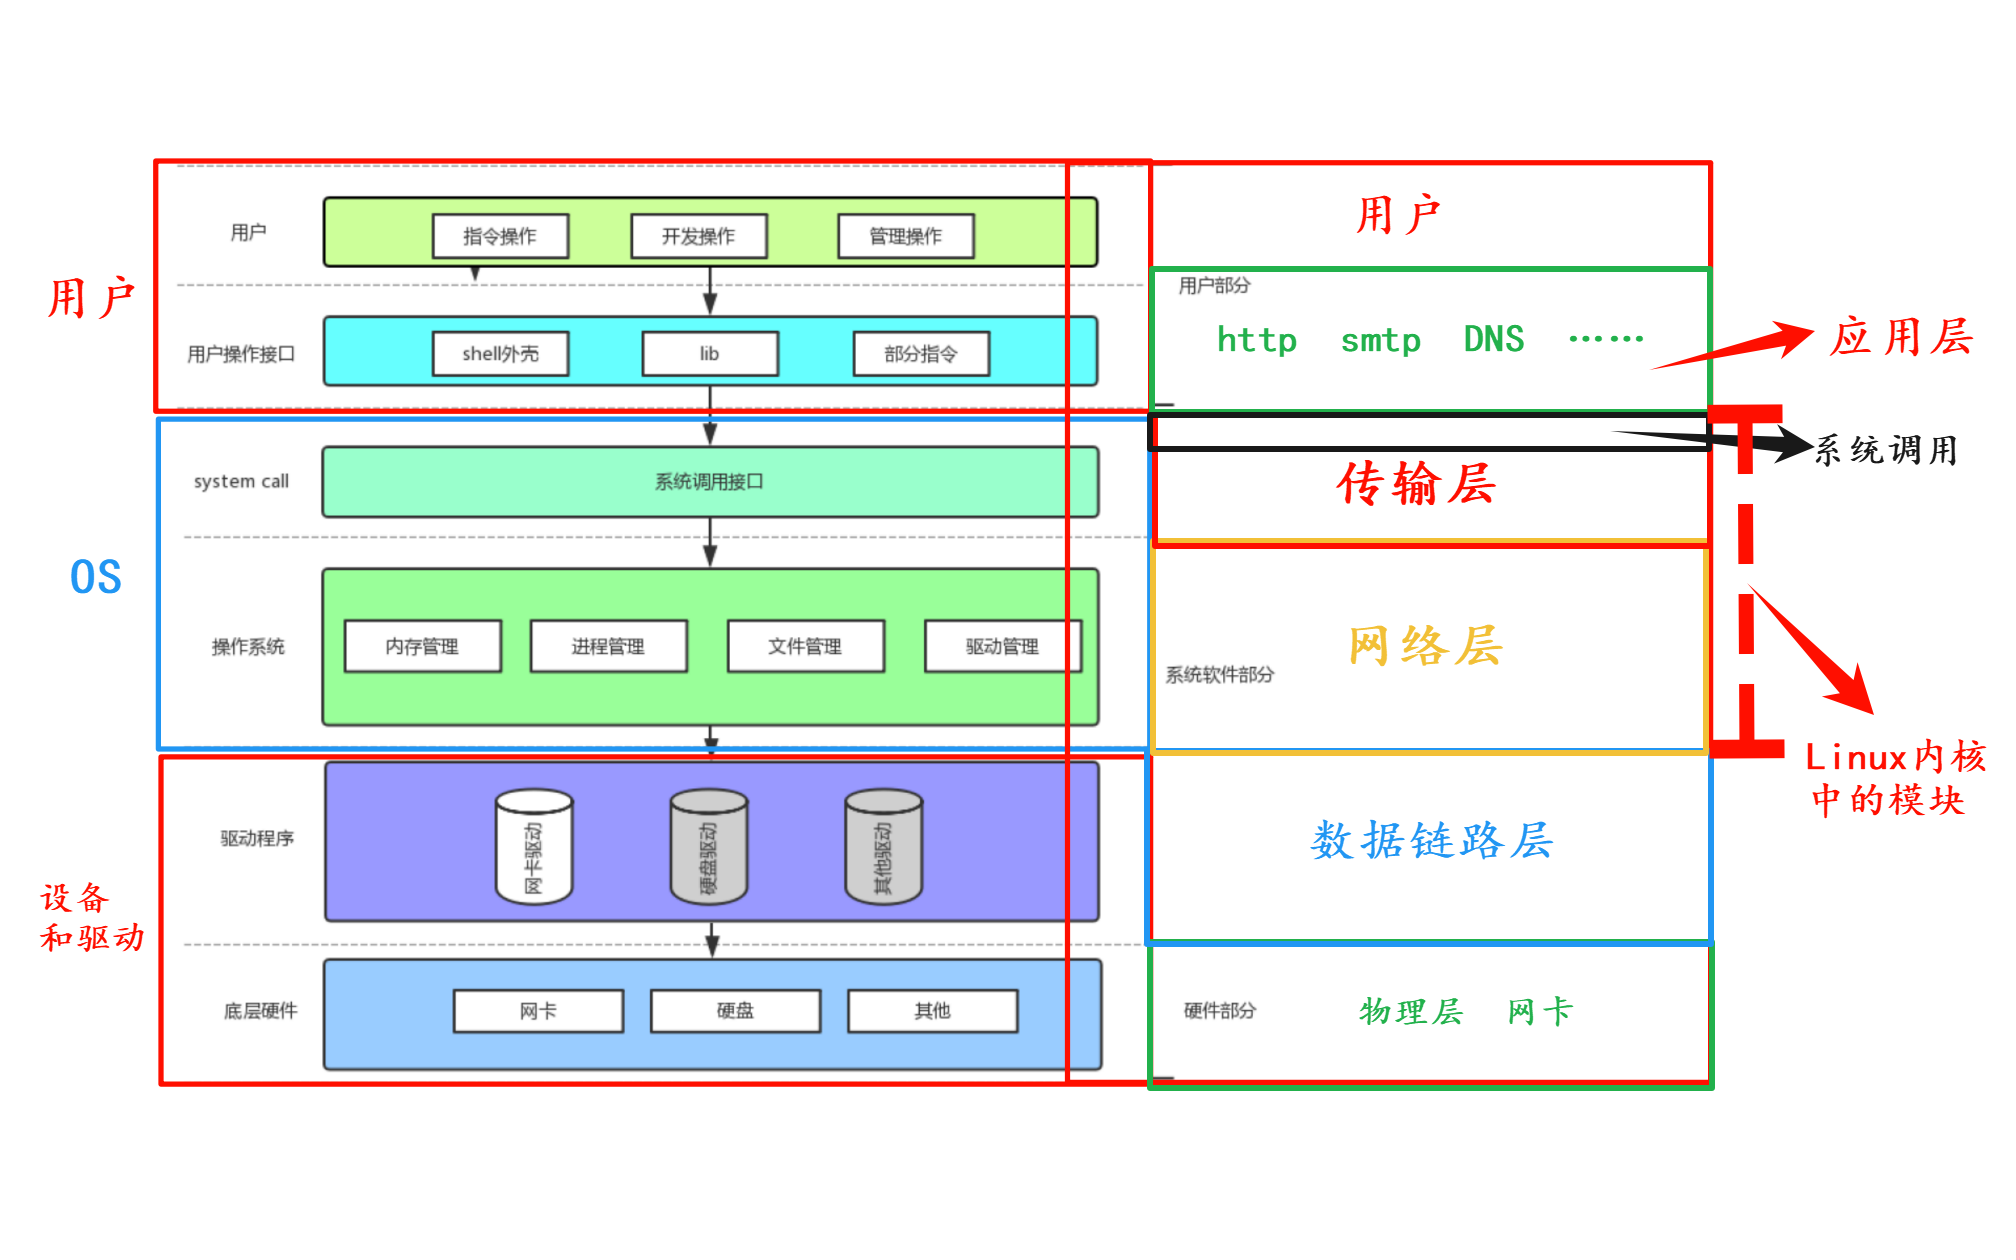 用户
用户
指令操作
开发操作
管理操作
用户操作接口
shell外壳
lib
部分指令
OS
system call
系统调用接口
操作系统
内存管理
进程管理
文件管理
驱动管理
设备
和驱动
驱动程序
网卡驱动
硬盘驱动
其他驱动
底层硬件
网卡
硬盘
其他
用户
用户部分
http smtp DNS ……
应用层
系统调用
传输层
网络层
系统软件部分
Linux内核
中的模块
数据链路层
硬件部分
物理层 网卡